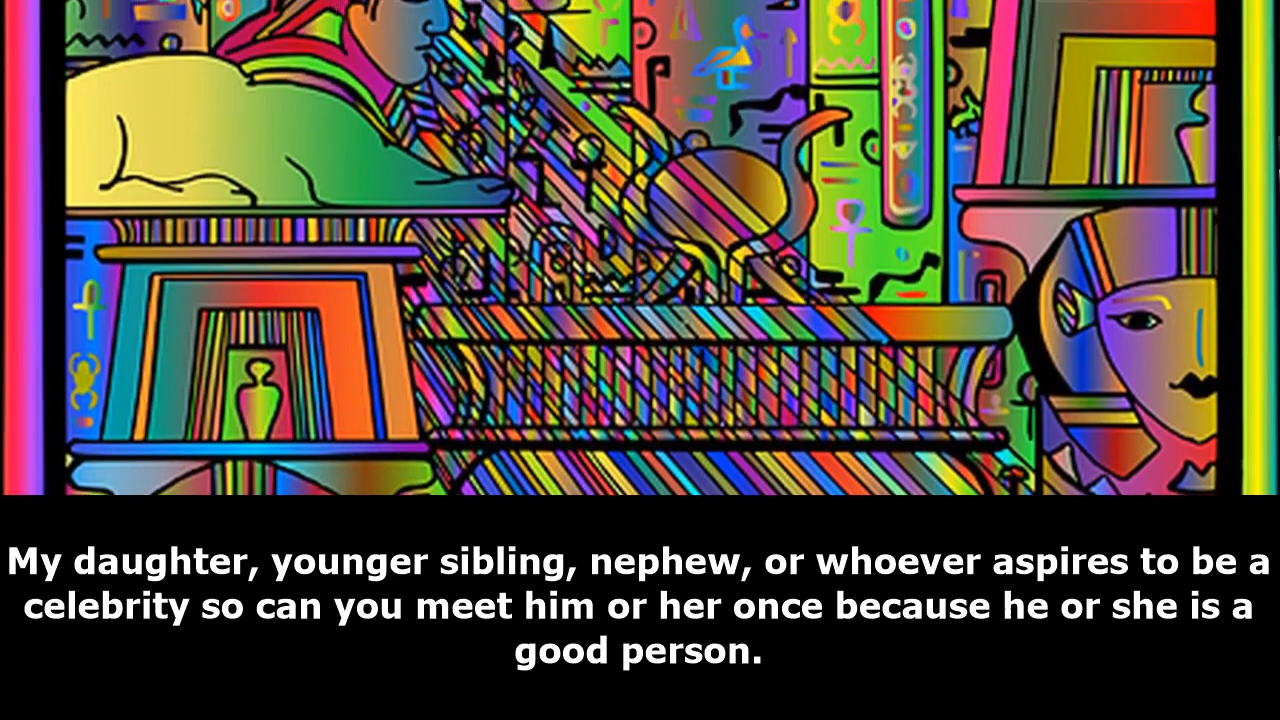 My daughter, younger sibling, nephew, or whoever aspires to be a
celebrity so can you meet him or her once because he or she is a
good person.